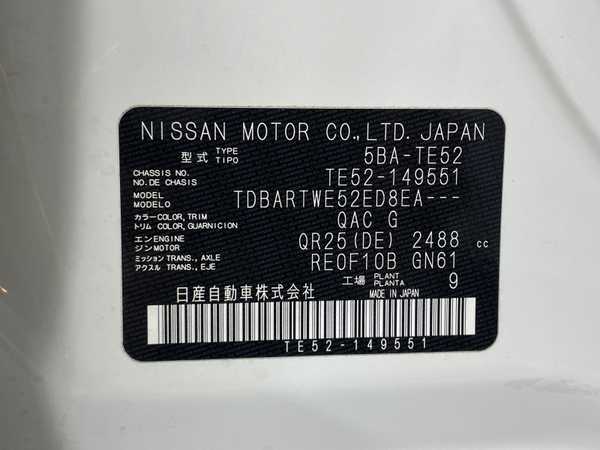 NISSAN MOTOR CO.,LTD. JAPAN
型式 TYPE TIPO 5BA-TE52
CHASSIS NO. NO.DE CHASIS TE52-149551
MODEL MODELO TDBARTWE52ED8EA---
カラー COLOR, TRIM
トリム COLOR, GUARNICION QAC G
エンジン ENGINE MOTOR QR25(DE) 2488 cc
ミッション TRANS., AXLE
アクスル TRANS., EJE RE0F10B GN61
工場 PLANT PLANTA 9
日産自動車株式会社 MADE IN JAPAN
TE52-149551